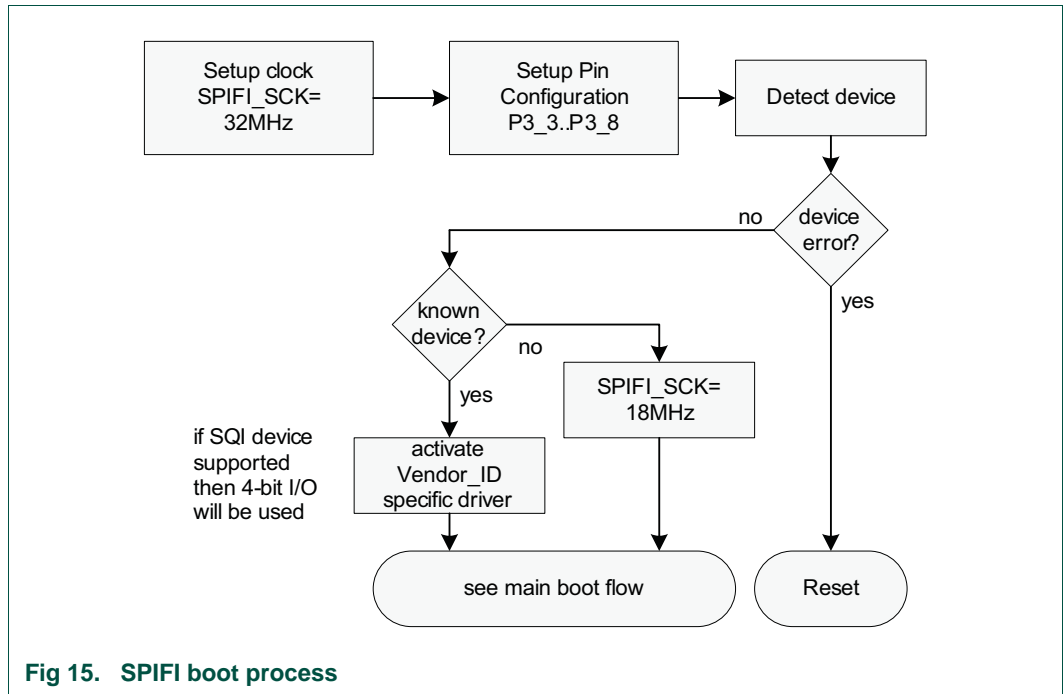 Setup clock
SPIFI_SCK=
32MHz
Setup Pin
Configuration
P3_3..P3_8
Detect device
device
error?
no
yes
known
device?
no
yes
SPIFI_SCK=
18MHz
if SQI device
supported
then 4-bit I/O
will be used
activate
Vendor_ID
specific driver
see main boot flow
Reset
Fig 15. SPIFI boot process